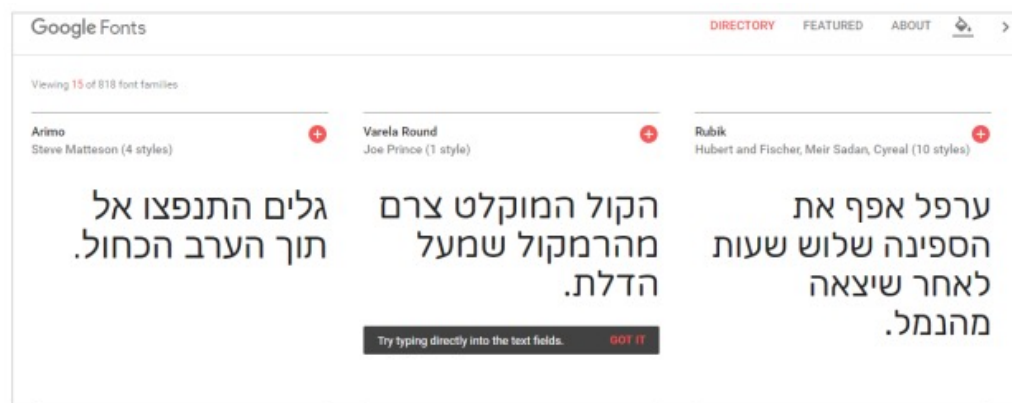 Google Fonts
DIRECTORY FEATURED ABOUT
Viewing 15 of 818 font families
Arimo
Steve Matteson (4 styles)
גלים התנפצו אל
תוך הערב הכחול.
Varela Round
Joe Prince (1 style)
הקול המוקלט צרם
מהרמקול שמעל
הדלת.
Try typing directly into the text fields. GOT IT
Rubik
Hubert and Fischer, Meir Sadan, Cyreal (10 styles)
ערפל אפף את
הספינה שלוש שעות
לאחר שיצאה
מהנמל.